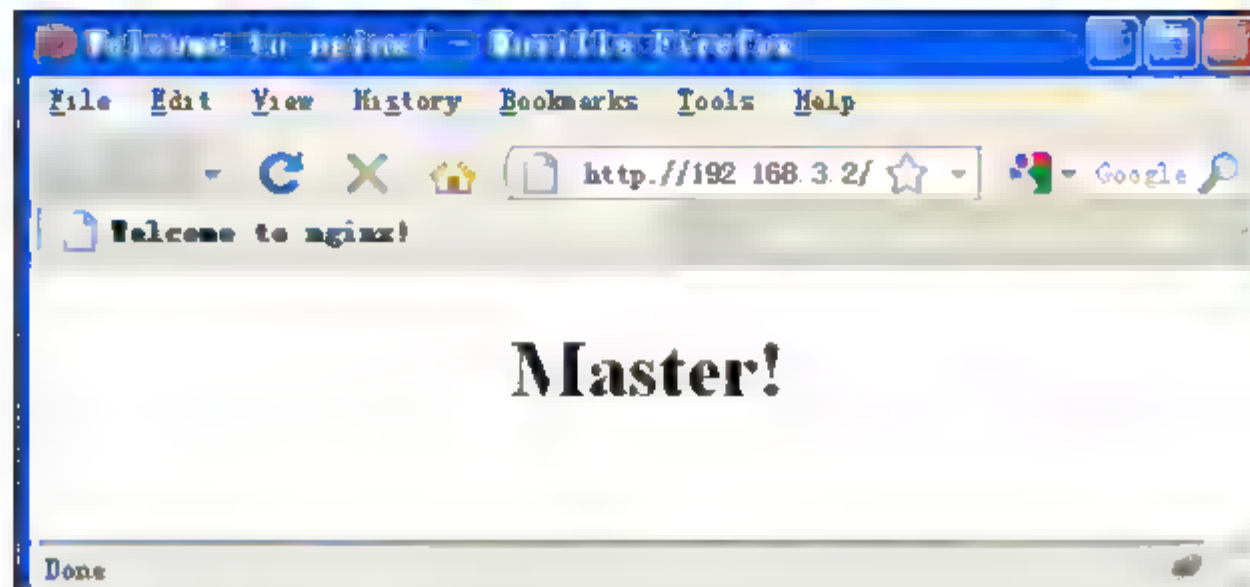 Welcome to nginx! - Mozilla Firefox
File Edit View History Bookmarks Tools Help
http://192.168.3.2/ Google
Welcome to nginx!
Master!
Done